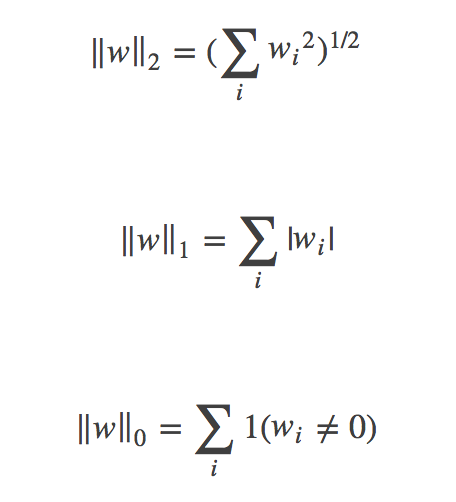 ‖w‖₂ = (∑ᵢ wᵢ²)^{1/2}
‖w‖₁ = ∑ᵢ |wᵢ|
‖w‖₀ = ∑ᵢ 1(wᵢ ≠ 0)